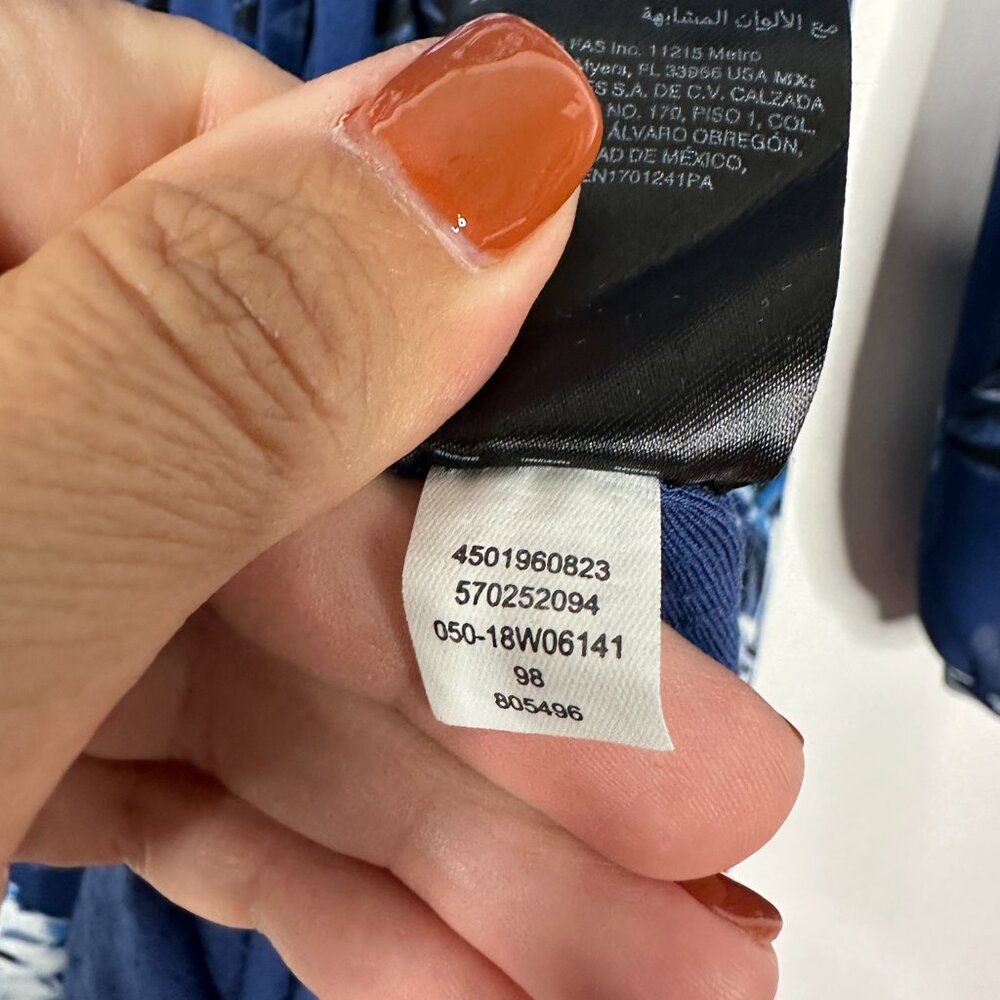 مع الألوان المشابهة
FAS Inc. 11215 Metro
Myers, FL 33966 USA MX:
ES S.A. DE C.V. CALZADA
NO. 170, PISO 1, COL.
ÁLVARO OBREGÓN,
AD DE MÉXICO,
EN1701241PA
4501960823
570252094
050-18W06141
98
805496